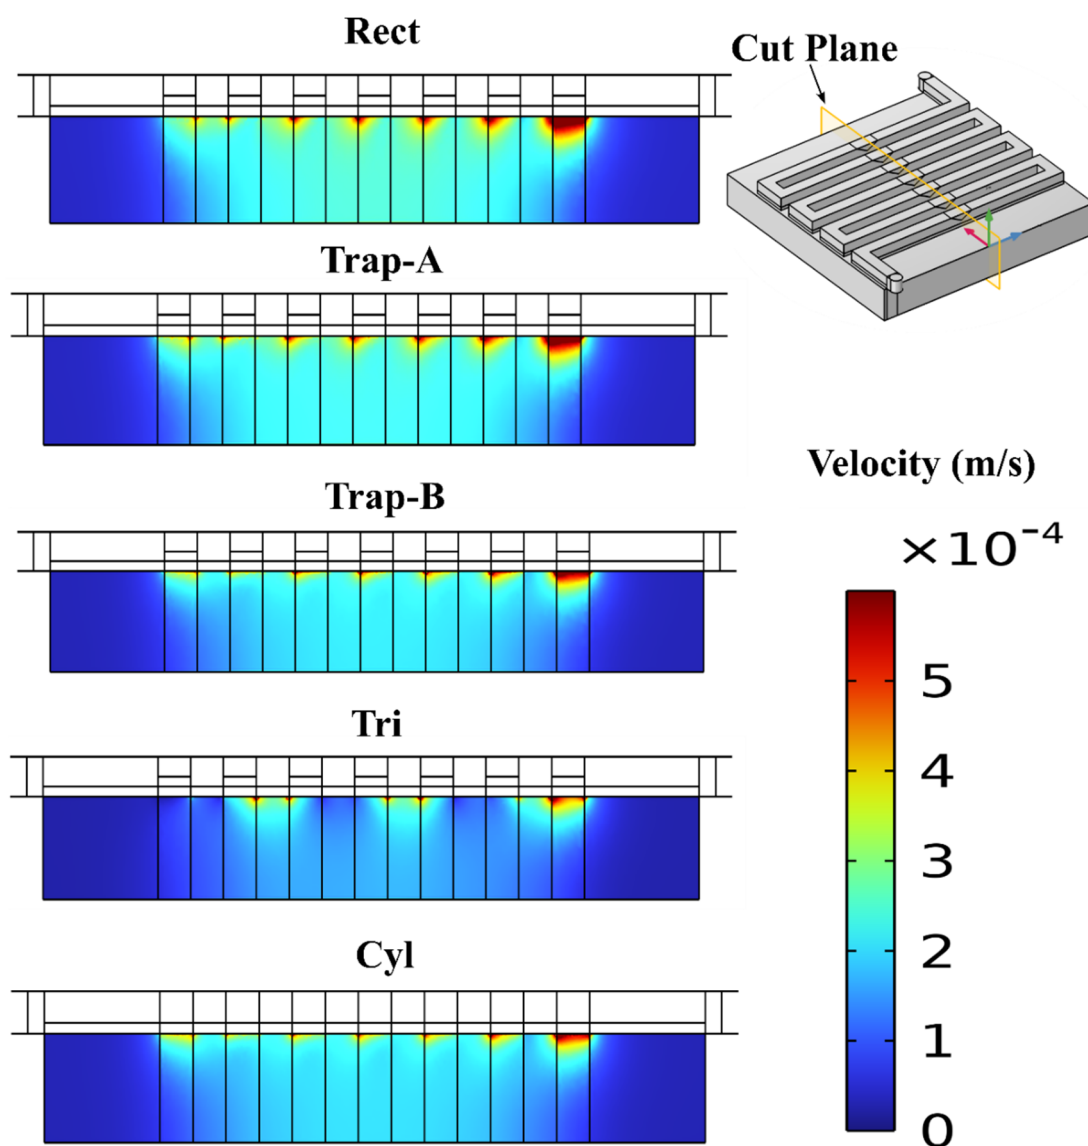 Rect
Cut Plane
Trap-A
Trap-B
Velocity (m/s)
×10⁻⁴
5
4
3
2
1
0
Tri
Cyl